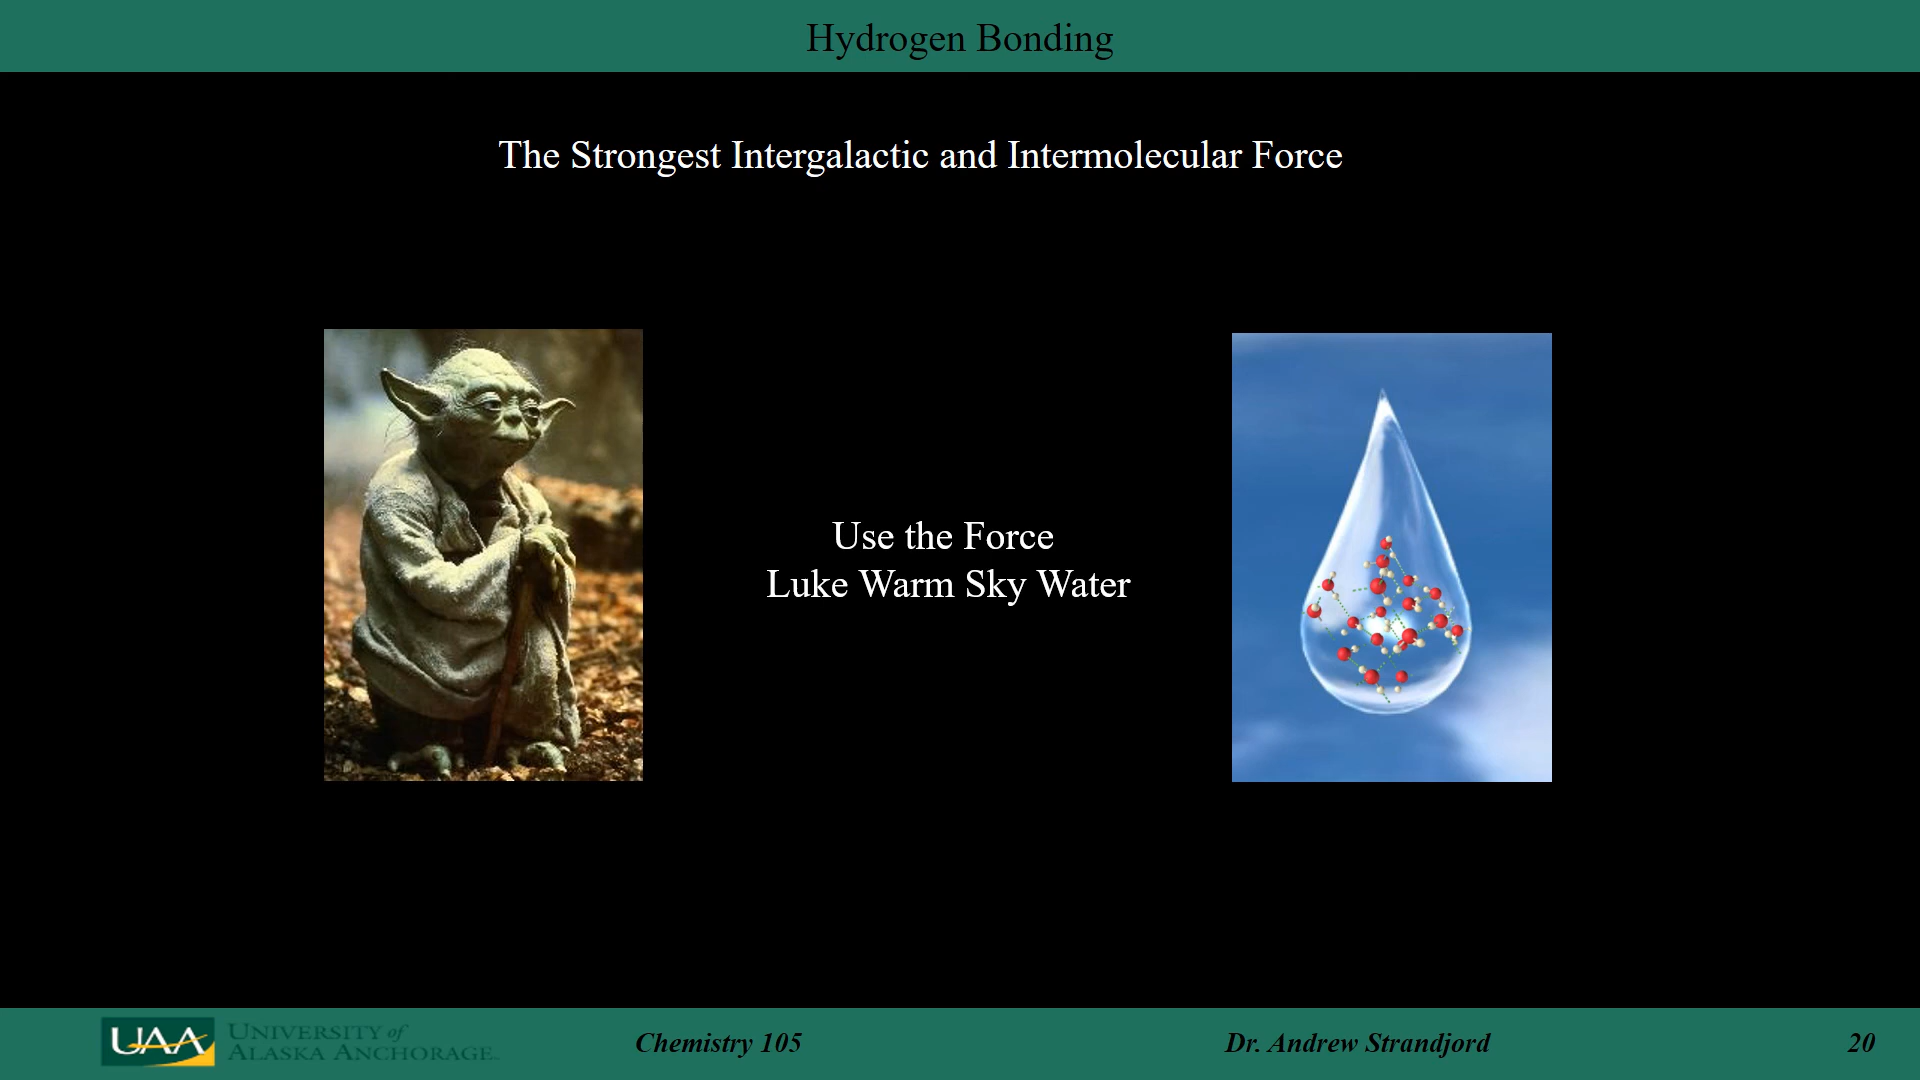 Hydrogen Bonding
The Strongest Intergalactic and Intermolecular Force
Use the Force
Luke Warm Sky Water
UAA
UNIVERSITY of
ALASKA ANCHORAGE
Chemistry 105
Dr. Andrew Strandjord
20